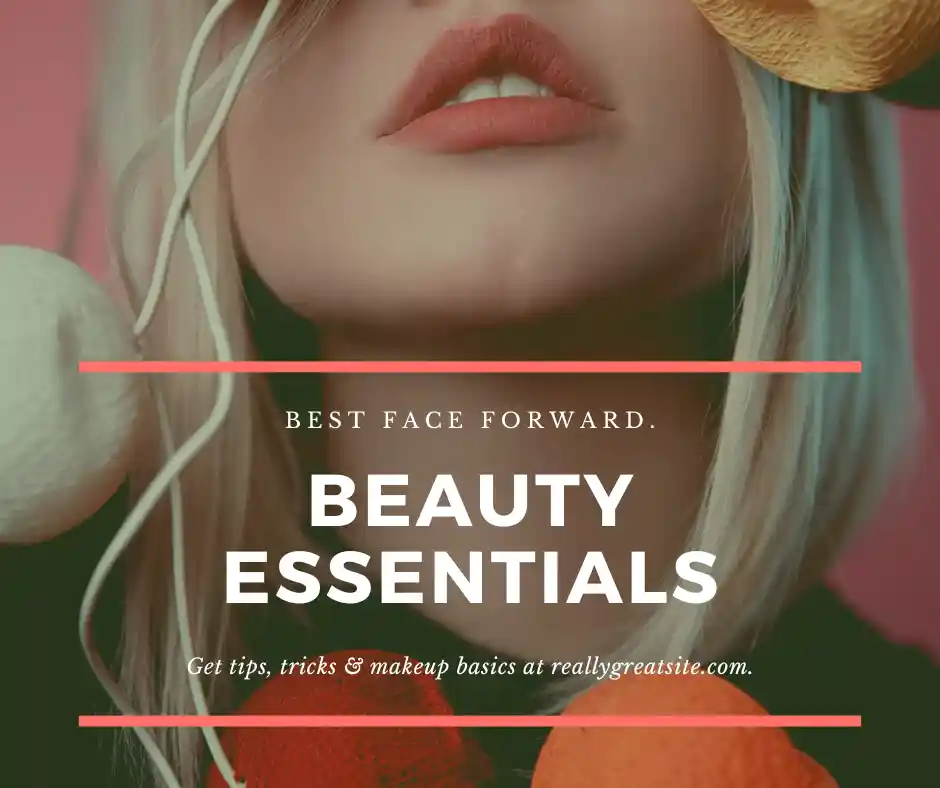 BEST FACE FORWARD.
BEAUTY
ESSENTIALS
Get tips, tricks & makeup basics at reallygreatsite.com.